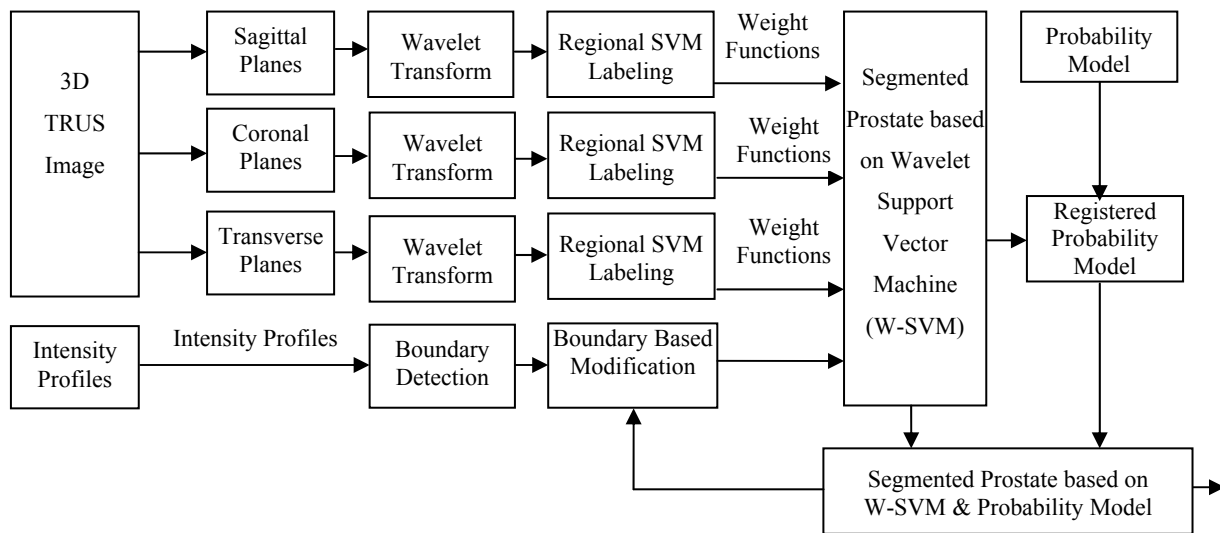 3D
TRUS
Image
Sagittal
Planes
Wavelet
Transform
Regional SVM
Labeling
Weight
Functions
Coronal
Planes
Wavelet
Transform
Regional SVM
Labeling
Weight
Functions
Transverse
Planes
Wavelet
Transform
Regional SVM
Labeling
Weight
Functions
Intensity
Profiles
Intensity Profiles
Boundary
Detection
Boundary Based
Modification
Segmented
Prostate based
on Wavelet
Support
Vector
Machine
(W-SVM)
Probability
Model
Registered
Probability
Model
Segmented Prostate based on
W-SVM & Probability Model